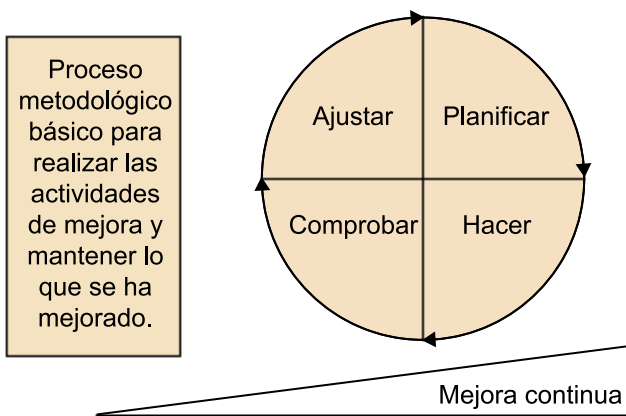 Proceso
metodológico
básico para
realizar las
actividades
de mejora y
mantener lo
que se ha
mejorado.
Ajustar
Planificar
Comprobar
Hacer
Mejora continua